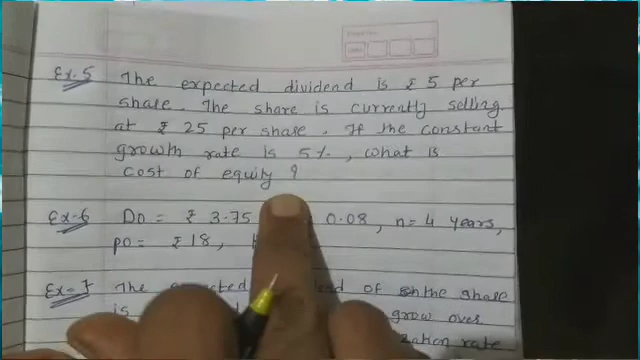 Ex-5 The expected dividend is ₹ 5 per
share. The share is currently selling
at ₹ 25 per share. If the constant
growth rate is 5%, what is
cost of equity ?
Ex-6 D0 = ₹ 3.75 0.08, n = 4 years,
p0 = ₹ 18,
Ex-7 The of the share
is grow over
rate